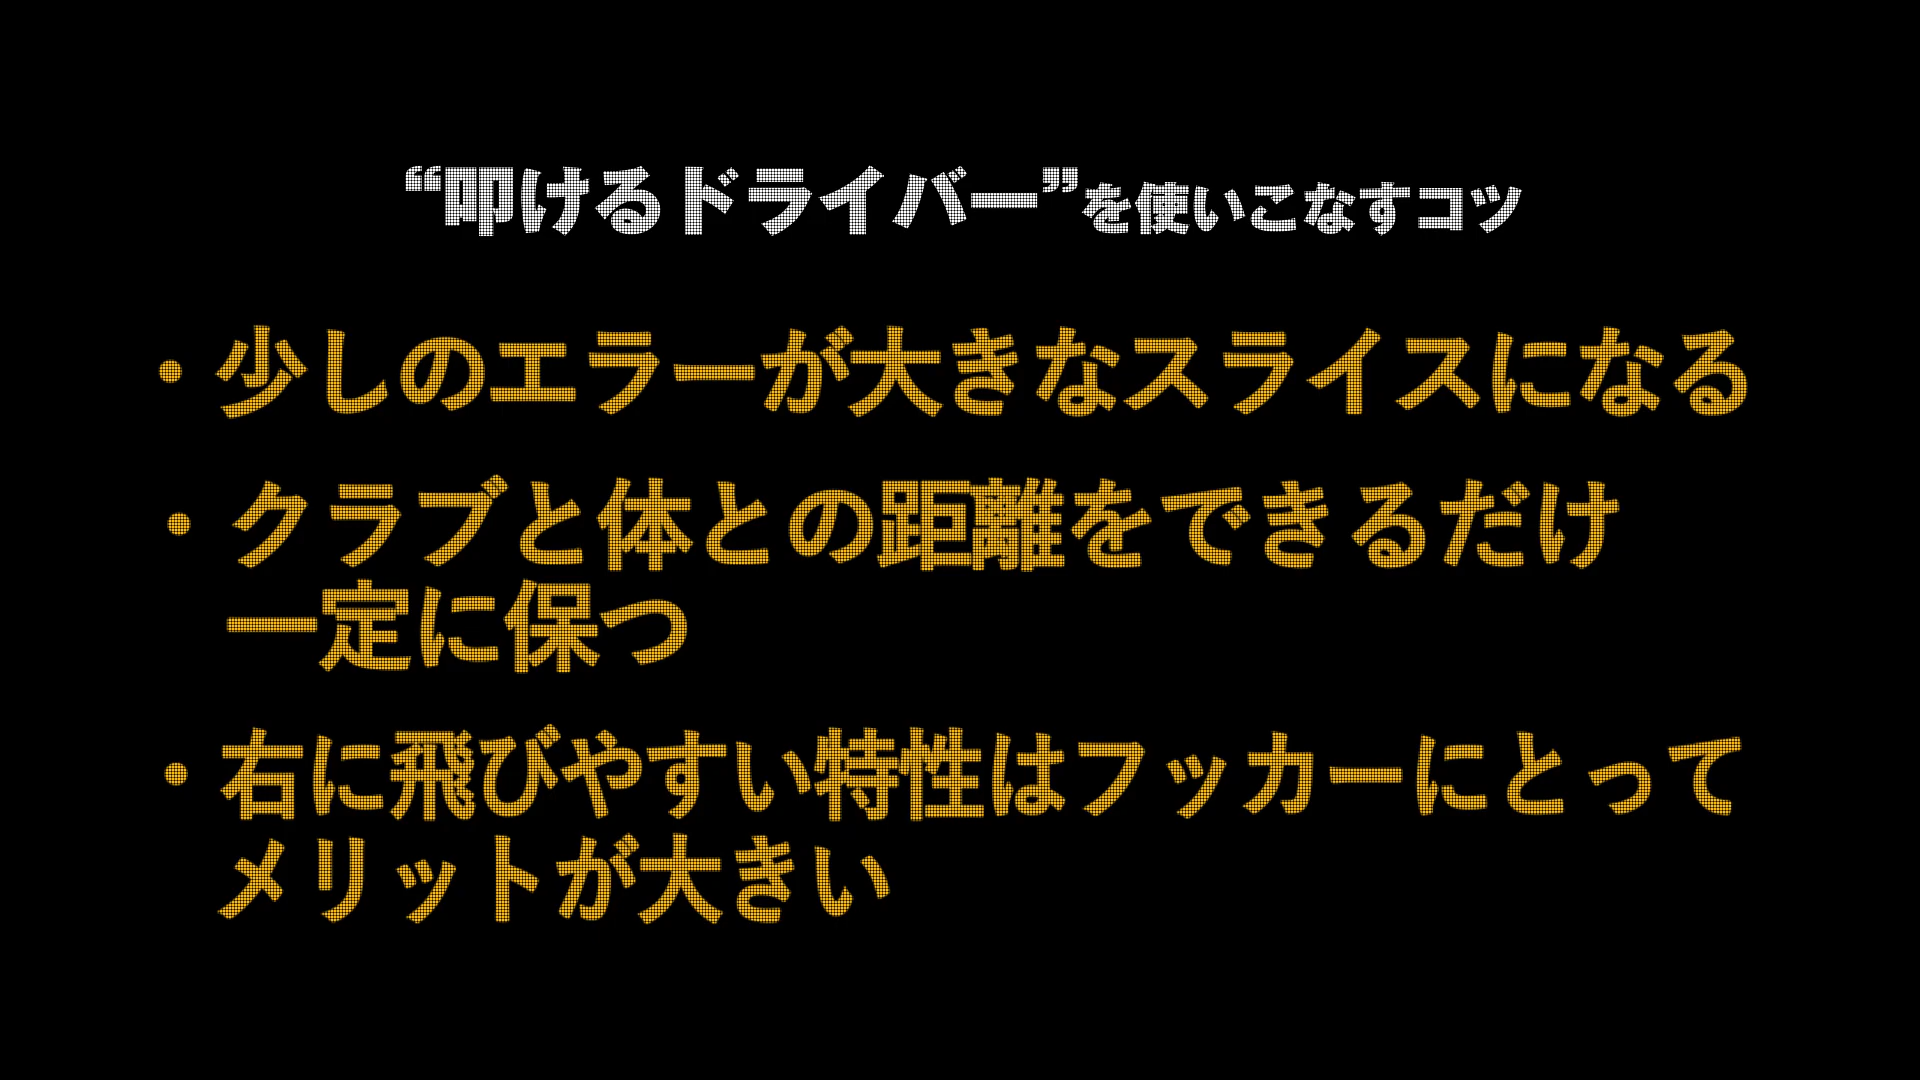 “叩けるドライバー”を使いこなすコツ
・少しのエラーが大きなスライスになる
・クラブと体との距離をできるだけ
一定に保つ
・右に飛びやすい特性はフッカーにとって
メリットが大きい